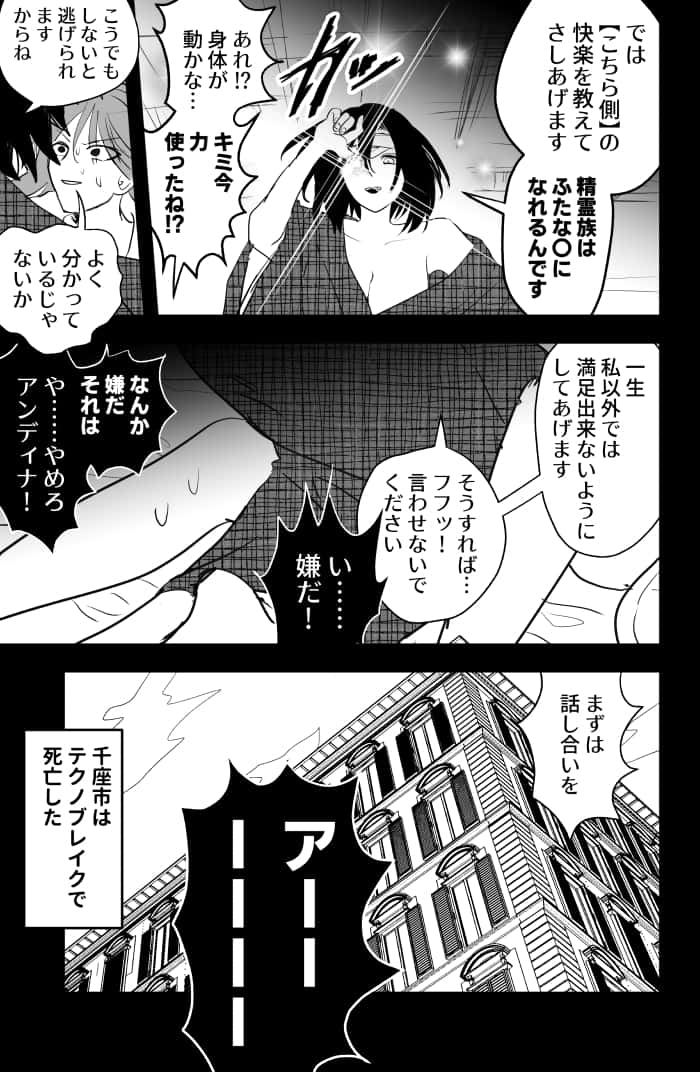 では
【こちら側】の
快楽を教えて
さしあげます
精霊族は
ふたな〇に
なれるんです
カッ
あれ!?
身体が
動かな…
キミ今
力
使ったね!?
こうでも
しないと
逃げられ
ます
からね
よく
分かって
いるじゃ
ないか
一生
私以外では
満足出来ないように
してあげます
そうすれば…
フフッ！
言わせないで
ください
い……
嫌だ！
なんか
嫌だ
それは
や……やめろ
アンディナ！
まずは
話し合いを
アーー
ーーーー
千座市は
テクノブレイクで
死亡した